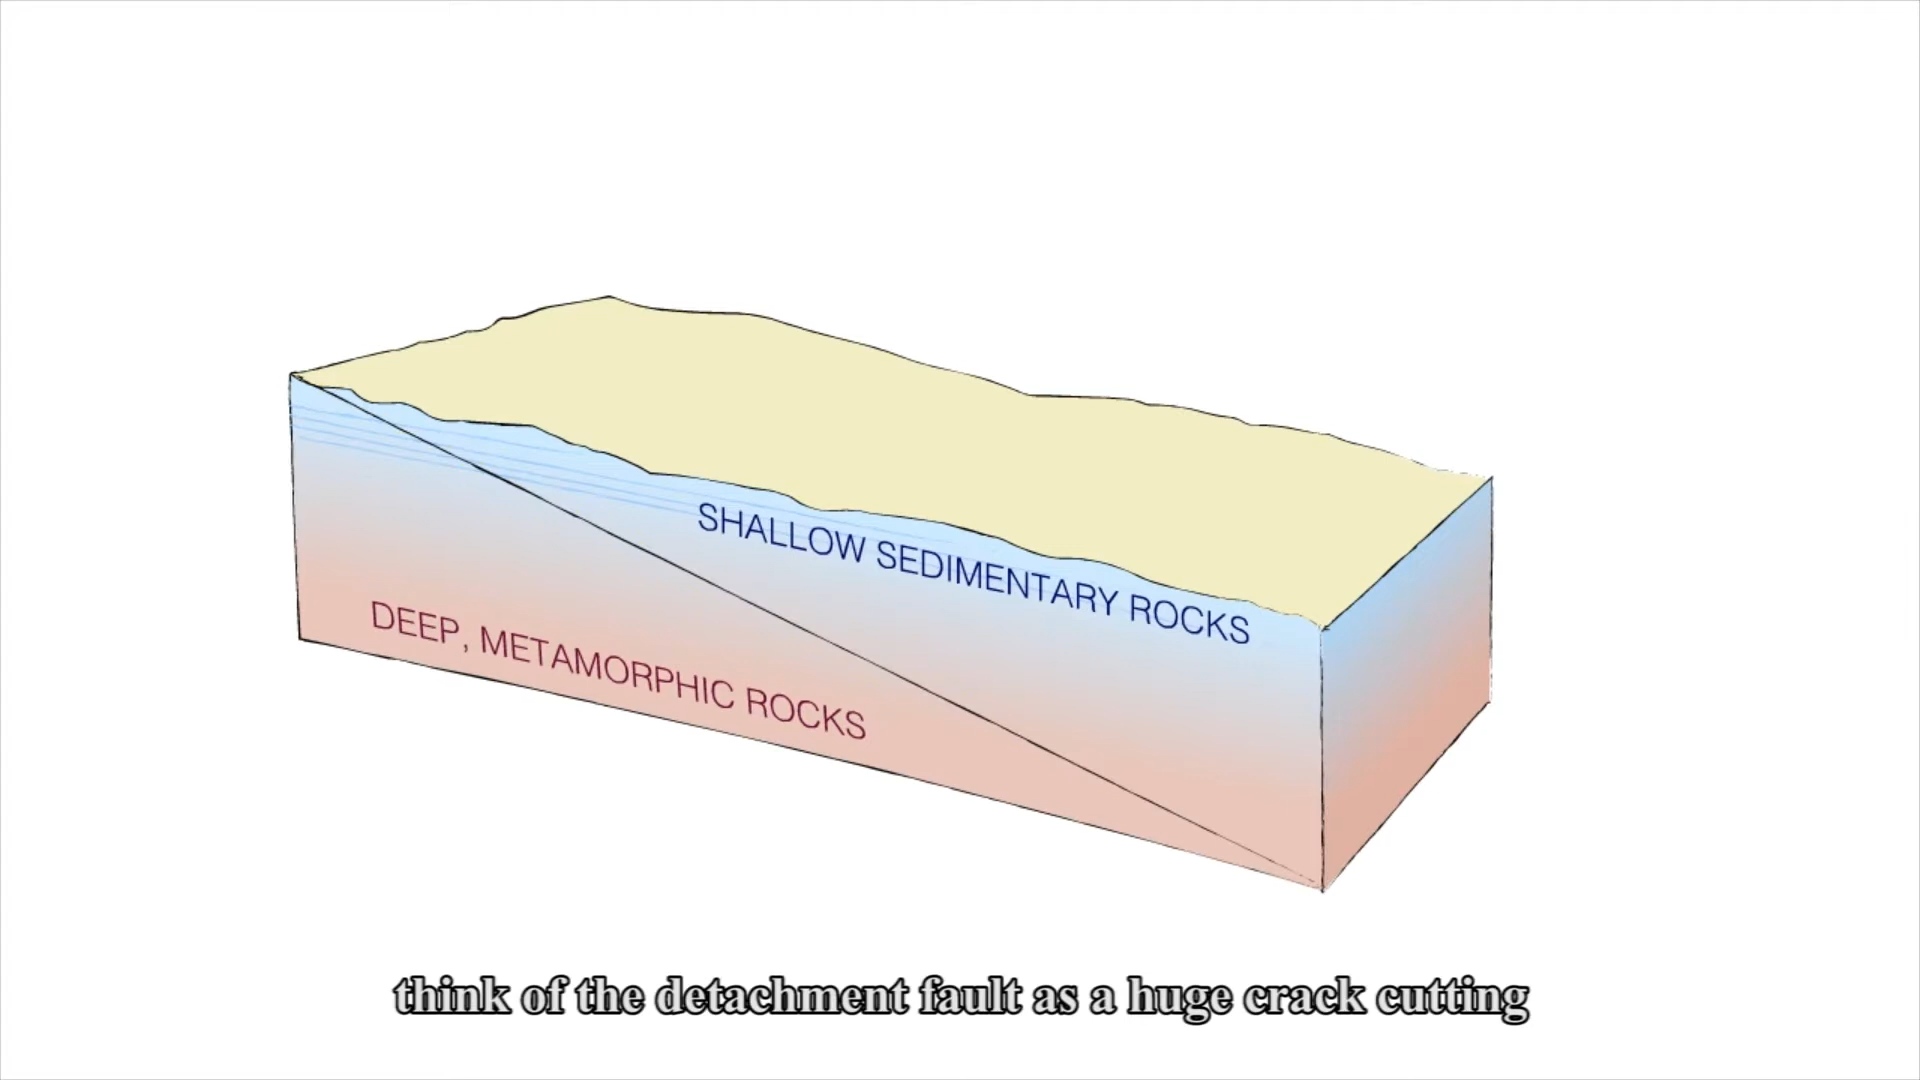 SHALLOW SEDIMENTARY ROCKS
DEEP, METAMORPHIC ROCKS
think of the detachment fault as a huge crack cutting